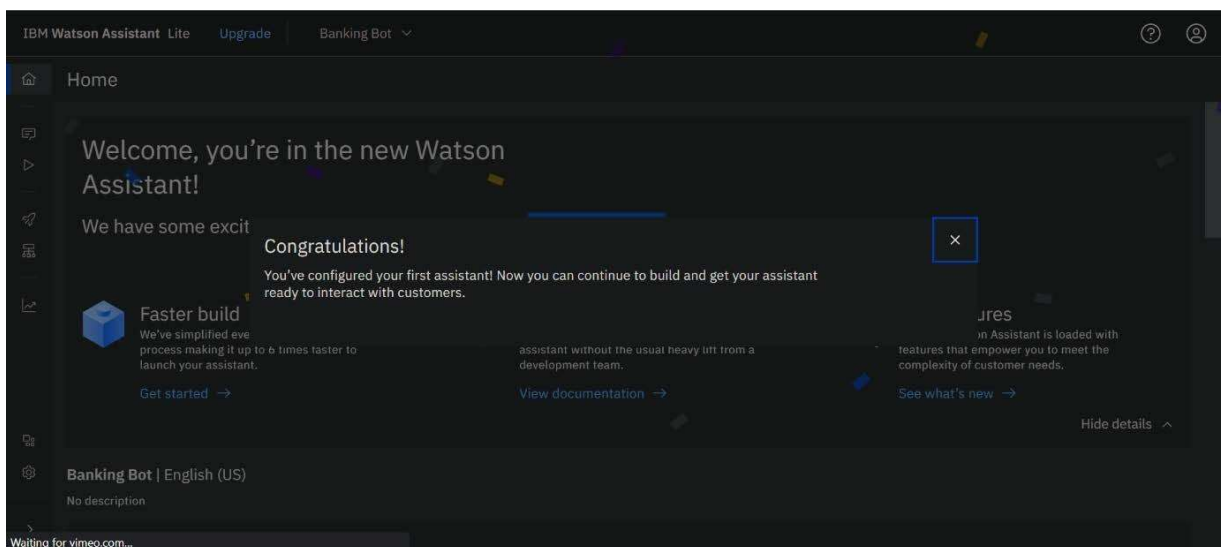 IBM Watson Assistant Lite Upgrade Banking Bot
Home
Welcome, you're in the new Watson
Assistant!
We have some excit
Congratulations!
You've configured your first assistant! Now you can continue to build and get your assistant
ready to interact with customers.
Faster build
We've simplified eve
process making it up to 6 times faster to
launch your assistant.
Get started →
assistant without the usual heavy lift from a
development team.
View documentation →
ures
on Assistant is loaded with
features that empower you to meet the
complexity of customer needs.
See what's new →
Hide details
Banking Bot | English (US)
No description
Waiting for vimeo.com...